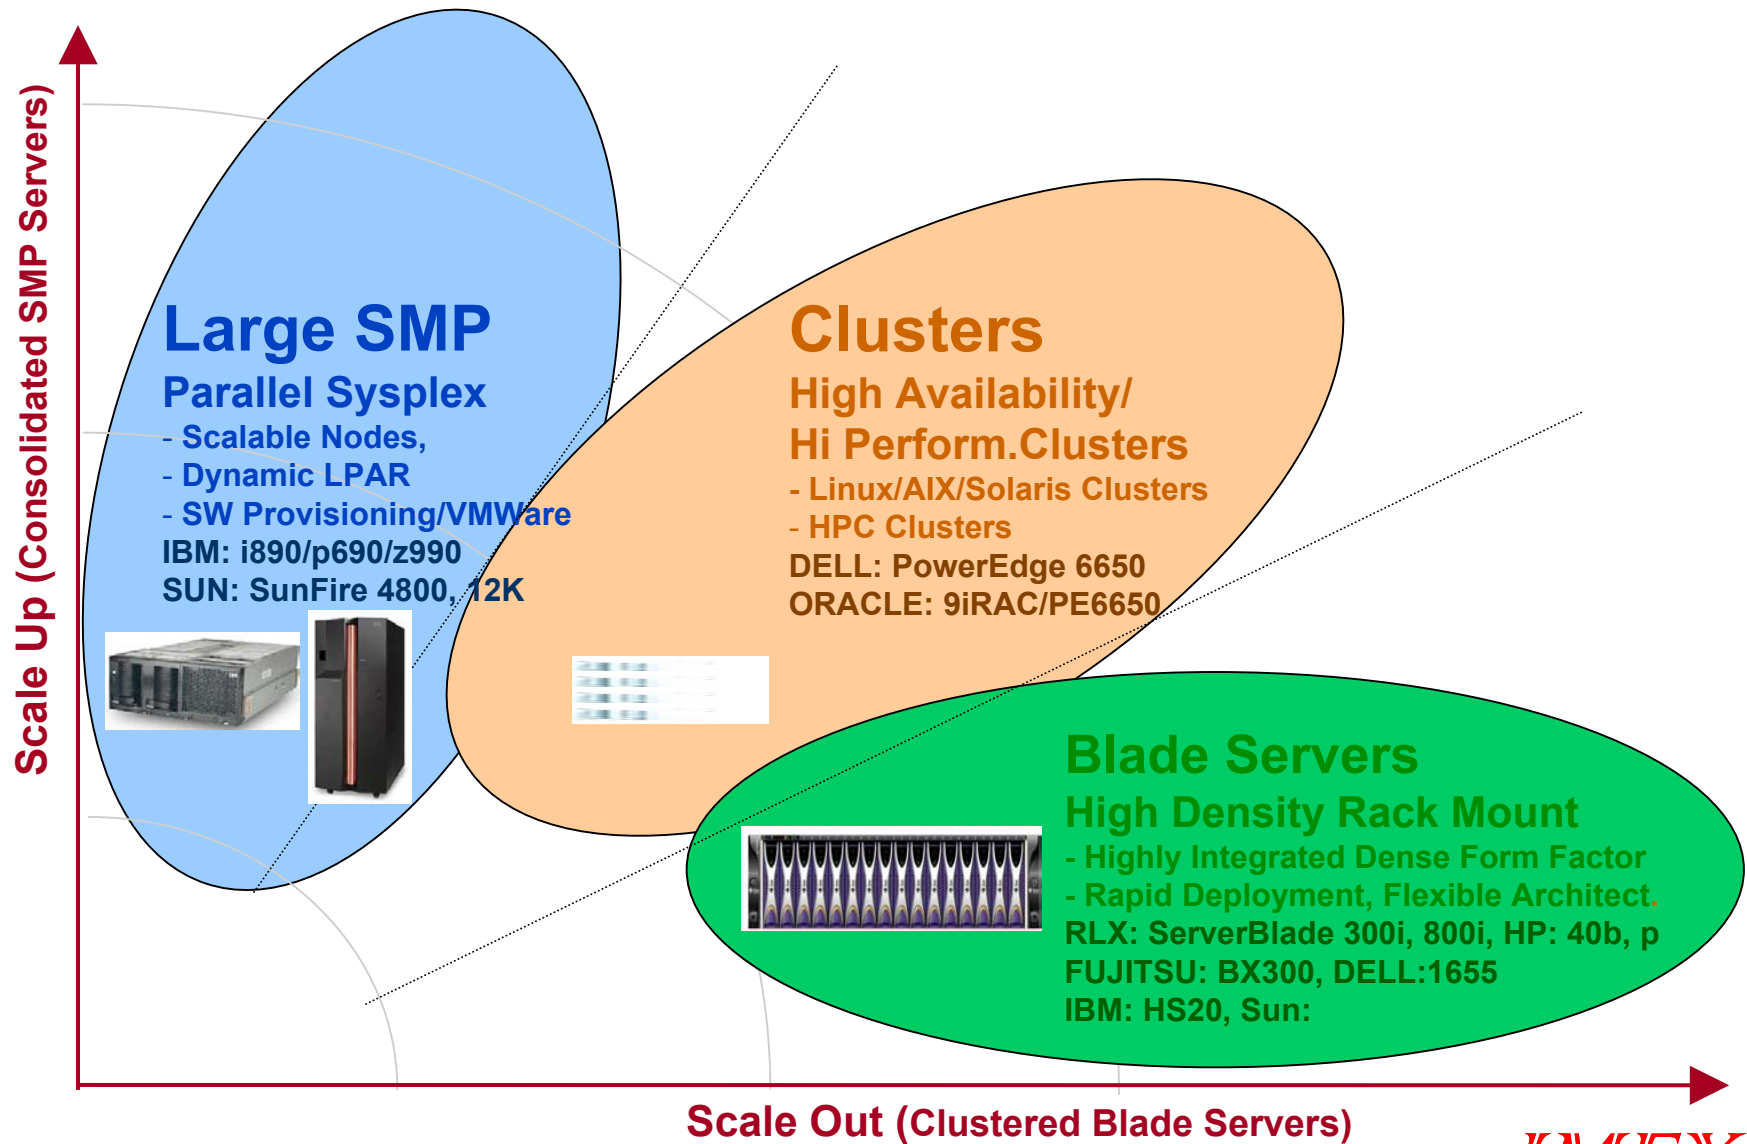 Scale Up (Consolidated SMP Servers)
Large SMP
Parallel Sysplex
- Scalable Nodes,
- Dynamic LPAR
- SW Provisioning/VMWare
IBM: i890/p690/z990
SUN: SunFire 4800, 12K
Clusters
High Availability/
Hi Perform.Clusters
- Linux/AIX/Solaris Clusters
- HPC Clusters
DELL: PowerEdge 6650
ORACLE: 9iRAC/PE6650
Blade Servers
High Density Rack Mount
- Highly Integrated Dense Form Factor
- Rapid Deployment, Flexible Architect.
RLX: ServerBlade 300i, 800i, HP: 40b, p
FUJITSU: BX300, DELL:1655
IBM: HS20, Sun:
Scale Out (Clustered Blade Servers)